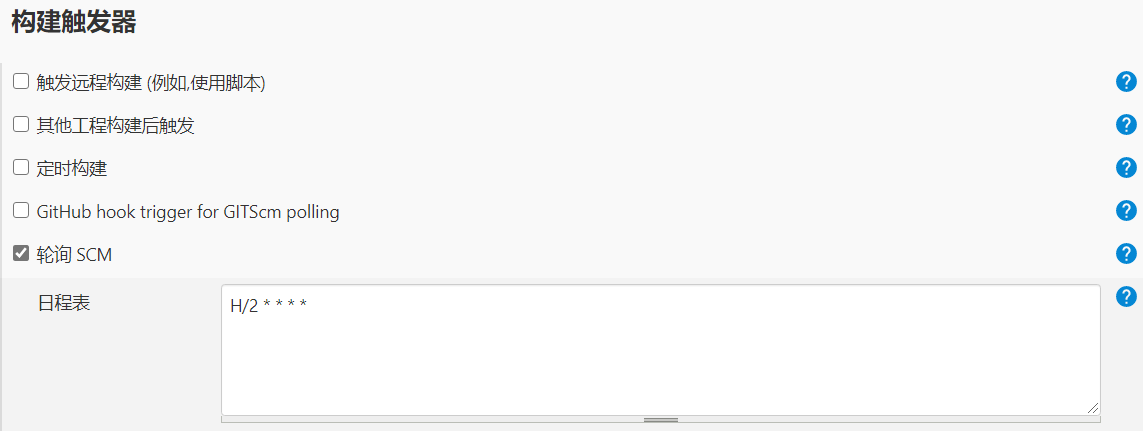 构建触发器
触发远程构建 (例如,使用脚本)
其他工程构建后触发
定时构建
GitHub hook trigger for GITScm polling
轮询 SCM
日程表
H/2 * * * *